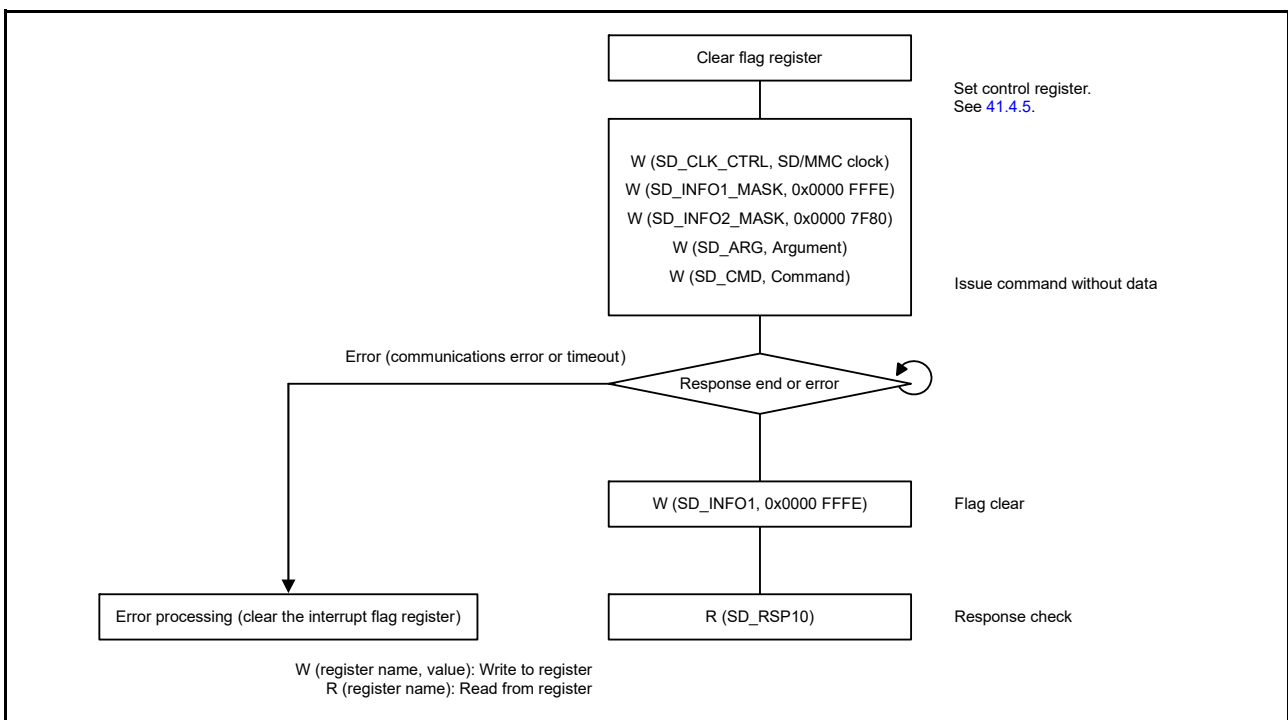 Clear flag register
Set control register.
See 41.4.5.
W (SD_CLK_CTRL, SD/MMC clock)
W (SD_INFO1_MASK, 0x0000 FFFE)
W (SD_INFO2_MASK, 0x0000 7F80)
W (SD_ARG, Argument)
W (SD_CMD, Command)
Issue command without data
Error (communications error or timeout)
Response end or error
W (SD_INFO1, 0x0000 FFFE)
Flag clear
Error processing (clear the interrupt flag register)
R (SD_RSP10)
Response check
W (register name, value): Write to register
R (register name): Read from register